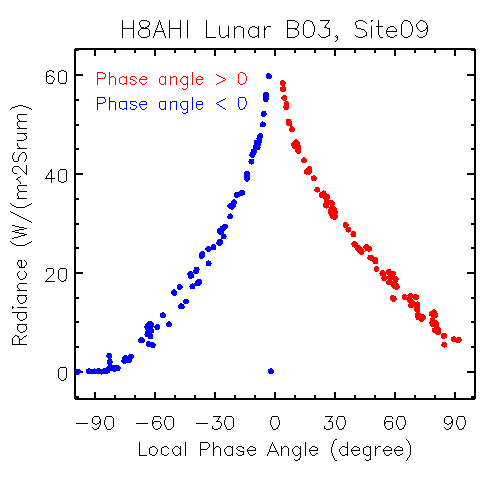 H8AHI Lunar B03, Site09
Phase angle > 0
Phase angle < 0
Radiance (W/(m^2Srum)
60
40
20
0
−90 −60 −30 0 30 60 90
Local Phase Angle (degree)